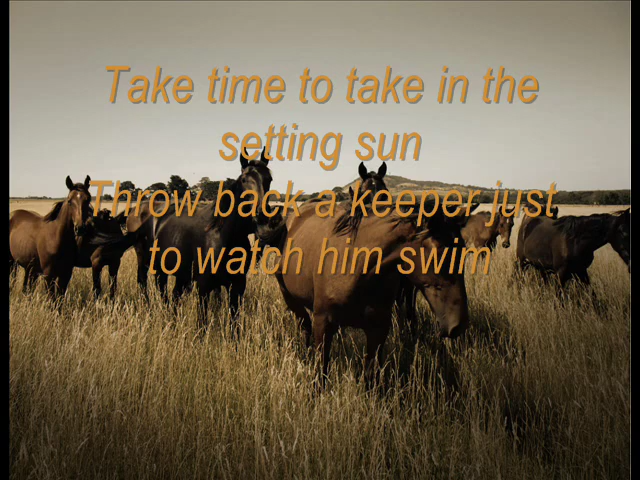 Take time to take in the
setting sun
Throw back a keeper just
to watch him swim